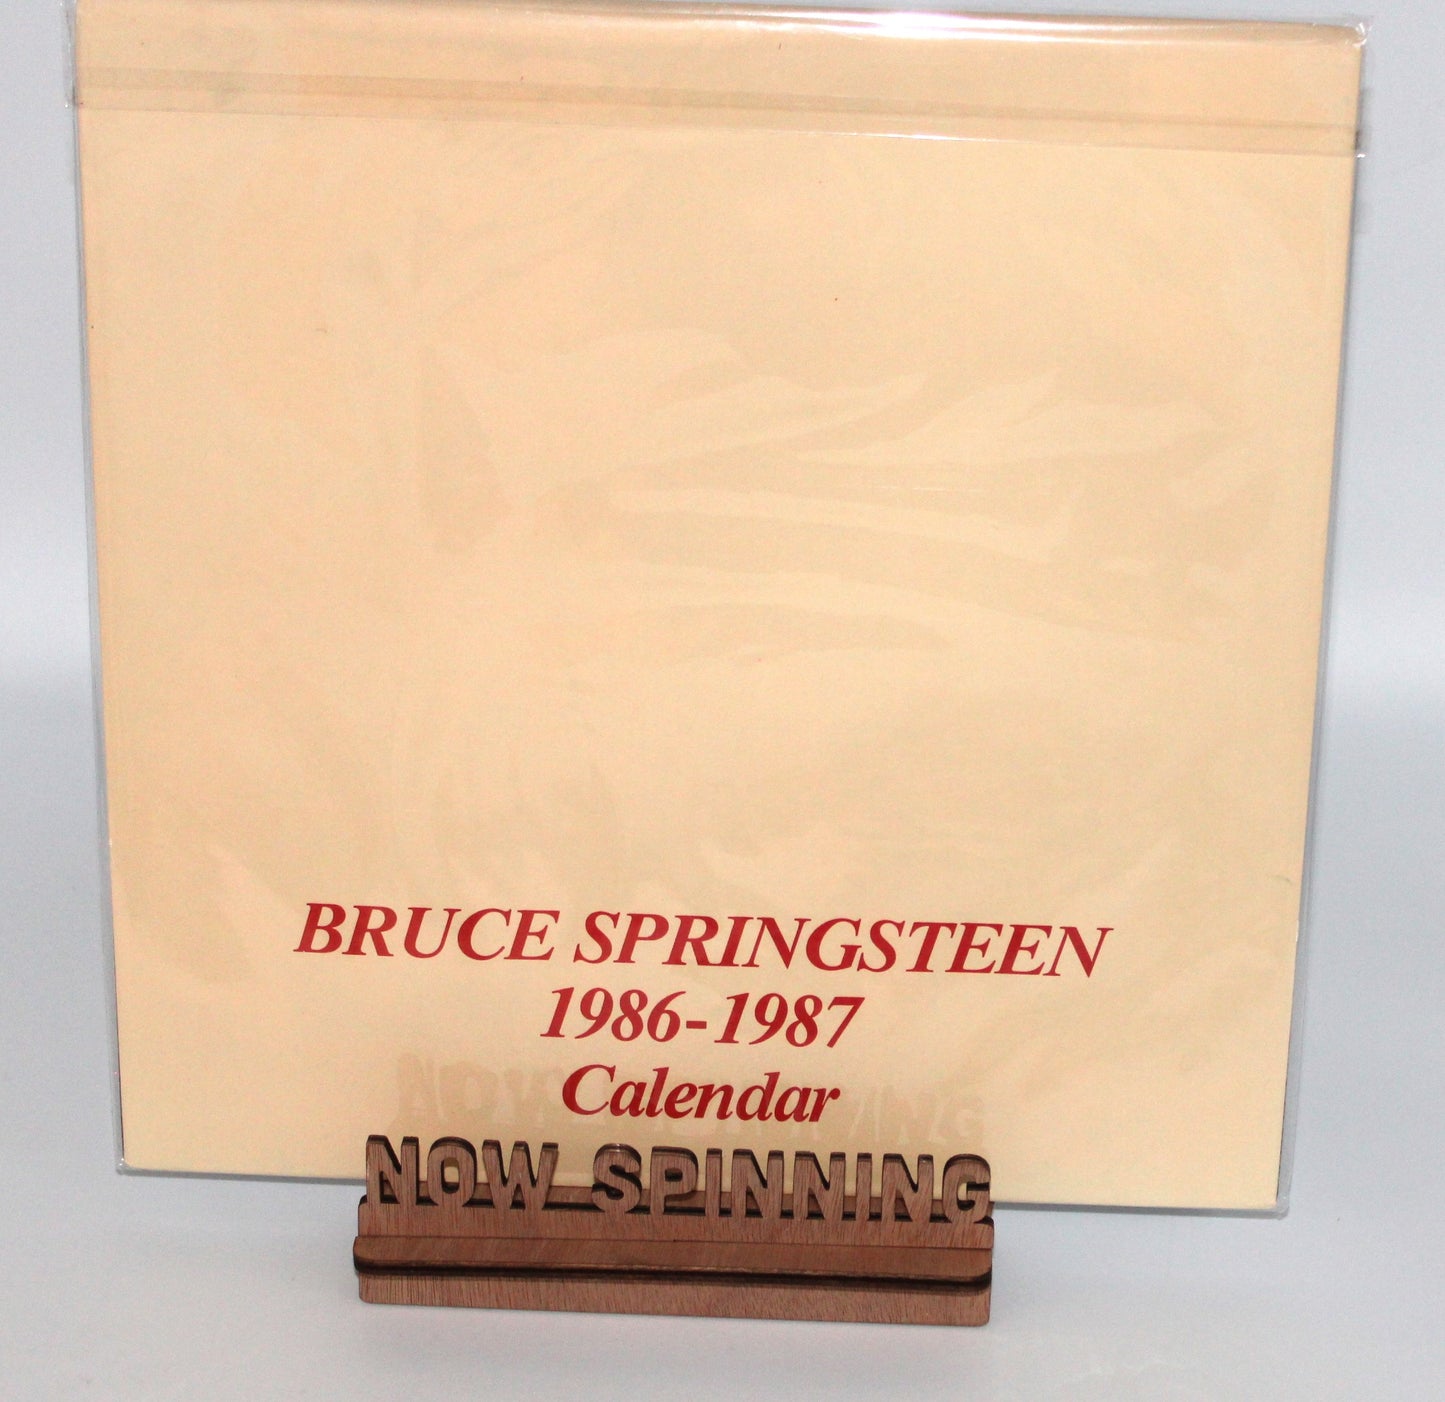 BRUCE SPRINGSTEEN
1986-1987
Calendar
NOW SPINNING